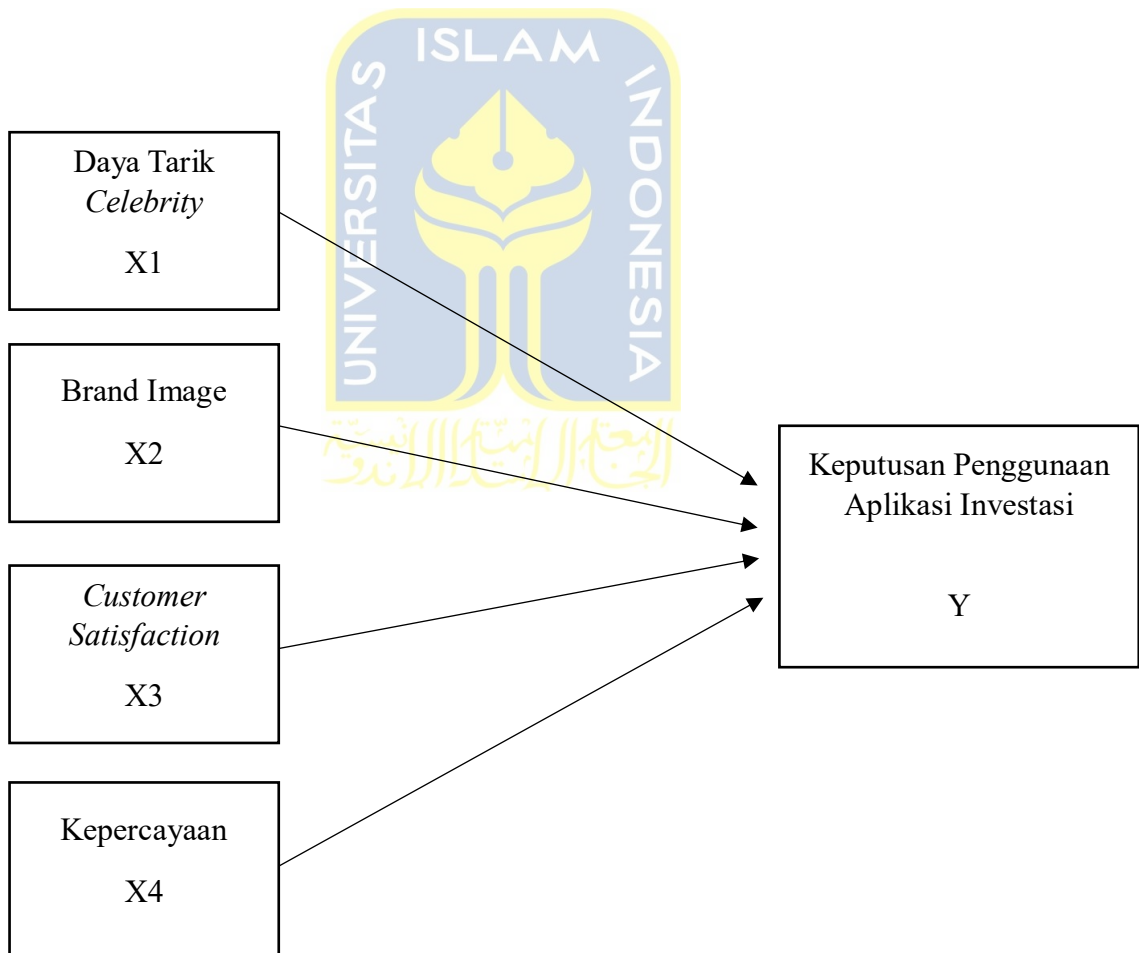 UNIVERSITAS ISLAM INDONESIA
Daya Tarik
Celebrity
X1
Brand Image
X2
Customer
Satisfaction
X3
Kepercayaan
X4
Keputusan Penggunaan
Aplikasi Investasi
Y